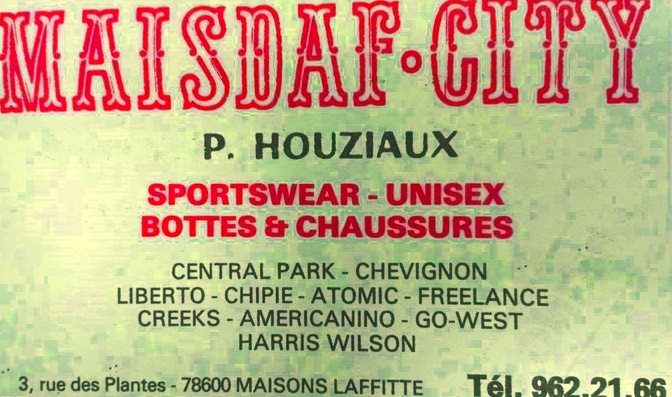 MAISDAF·CITY
P. HOUZIAUX
SPORTSWEAR - UNISEX
BOTTES & CHAUSSURES
CENTRAL PARK - CHEVIGNON
LIBERTO - CHIPIE - ATOMIC - FREELANCE
CREEKS - AMERICANINO - GO-WEST
HARRIS WILSON
3, rue des Plantes - 78600 MAISONS LAFFITTE Tél. 962.21.66